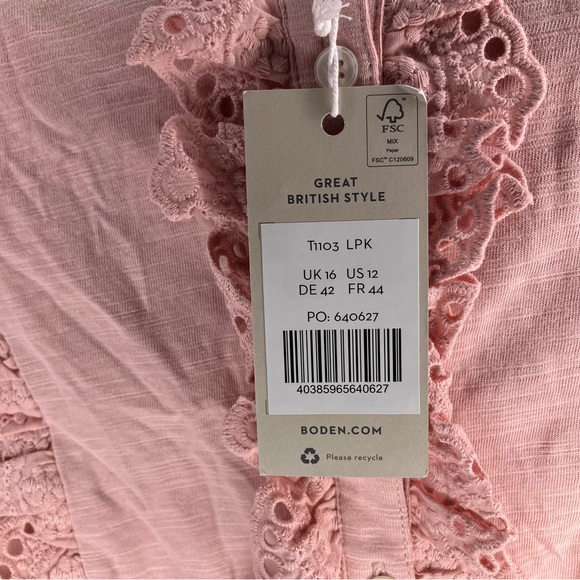 FSC
MIX
Paper
FSC™ C120609
GREAT
BRITISH STYLE
T1103 LPK
UK 16 US 12
DE 42 FR 44
PO: 640627
40385965640627
BODEN.COM
Please recycle